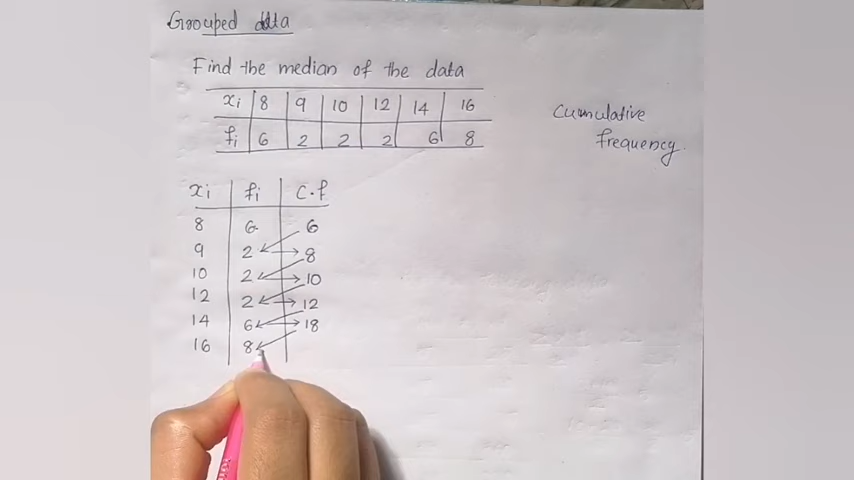 Grouped data
Find the median of the data
xi 8 9 10 12 14 16
fi 6 2 2 2 6 8
Cumulative
frequency.
xi fi C.f
8 6 6
9 2 8
10 2 10
12 2 12
14 6 18
16 8